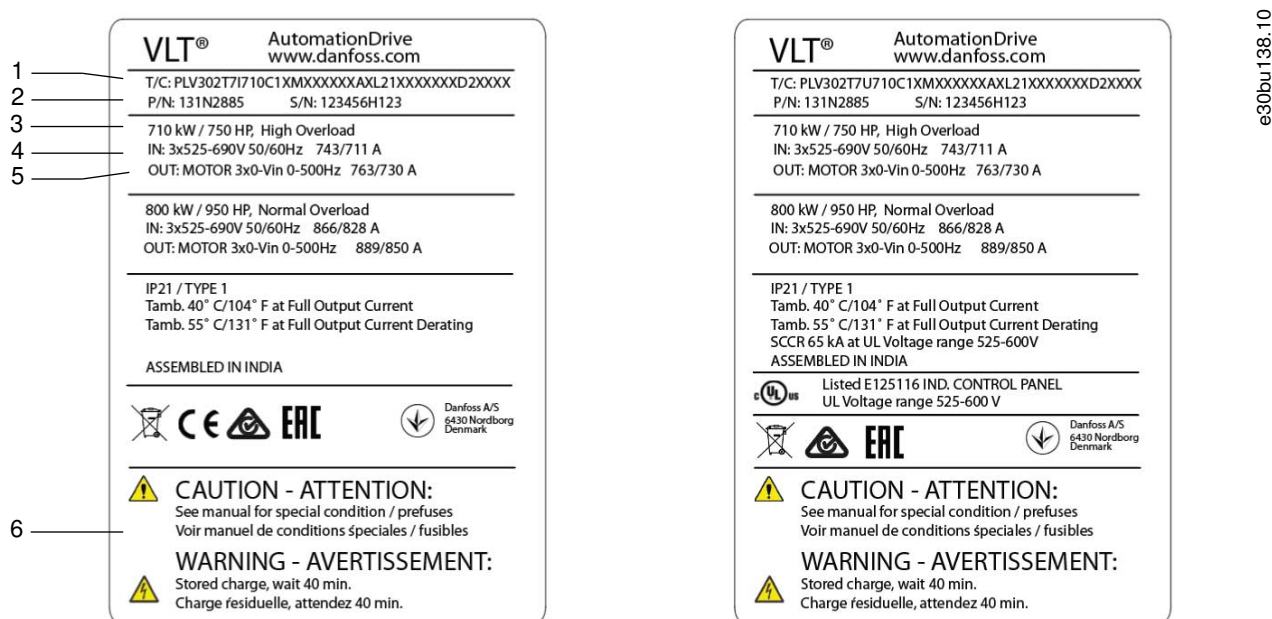 VLT® AutomationDrive
www.danfoss.com
1
T/C: PLV302T7I710C1XMXXXXXXAXL21XXXXXXXD2XXXX
2
P/N: 131N2885 S/N: 123456H123
3
710 kW / 750 HP, High Overload
4
IN: 3x525-690V 50/60Hz 743/711 A
5
OUT: MOTOR 3x0-Vin 0-500Hz 763/730 A
800 kW / 950 HP, Normal Overload
IN: 3x525-690V 50/60Hz 866/828 A
OUT: MOTOR 3x0-Vin 0-500Hz 889/850 A
IP21 / TYPE 1
Tamb. 40˚ C/104˚ F at Full Output Current
Tamb. 55˚ C/131˚ F at Full Output Current Derating
ASSEMBLED IN INDIA
CE EAC
Danfoss A/S
6430 Nordborg
Denmark
CAUTION - ATTENTION:
See manual for special condition / prefuses
6
Voir manuel de conditions śpeciales / fusibles
WARNING - AVERTISSEMENT:
Stored charge, wait 40 min.
Charge ŕesiduelle, attendez 40 min.
VLT® AutomationDrive
www.danfoss.com
T/C: PLV302T7U710C1XMXXXXXXAXL21XXXXXXXD2XXXX
P/N: 131N2885 S/N: 123456H123
710 kW / 750 HP, High Overload
IN: 3x525-690V 50/60Hz 743/711 A
OUT: MOTOR 3x0-Vin 0-500Hz 763/730 A
800 kW / 950 HP, Normal Overload
IN: 3x525-690V 50/60Hz 866/828 A
OUT: MOTOR 3x0-Vin 0-500Hz 889/850 A
IP21 / TYPE 1
Tamb. 40˚ C/104˚ F at Full Output Current
Tamb. 55˚ C/131˚ F at Full Output Current Derating
SCCR 65 kA at UL Voltage range 525-600V
ASSEMBLED IN INDIA
c UL us Listed E125116 IND. CONTROL PANEL
UL Voltage range 525-600 V
EAC
Danfoss A/S
6430 Nordborg
Denmark
CAUTION - ATTENTION:
See manual for special condition / prefuses
Voir manuel de conditions śpeciales / fusibles
WARNING - AVERTISSEMENT:
Stored charge, wait 40 min.
Charge ŕesiduelle, attendez 40 min.
e30bu138.10